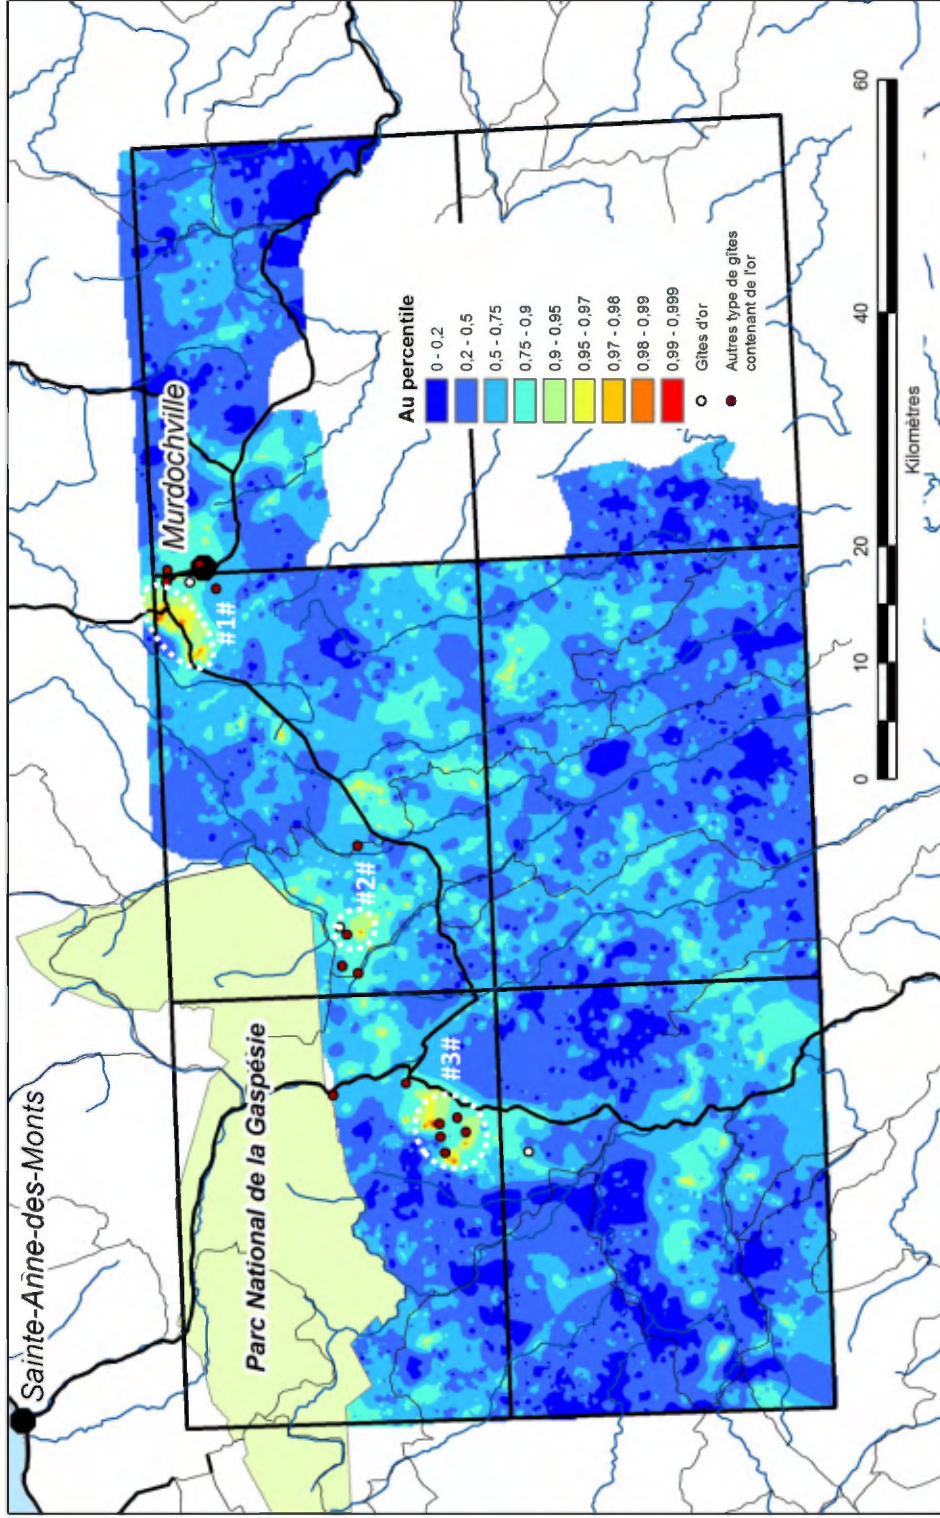 Sainte-Anne-des-Monts
Parc National de la Gaspésie
Murdochville
#1#
#2#
#3#
Au percentile
0 - 0,2
0,2 - 0,5
0,5 - 0,75
0,75 - 0,9
0,9 - 0,95
0,95 - 0,97
0,97 - 0,98
0,98 - 0,99
0,99 - 0,999
Gîtes d'or
Autres type de gîtes
contenant de l'or
0 10 20 40 60
Kilomètres